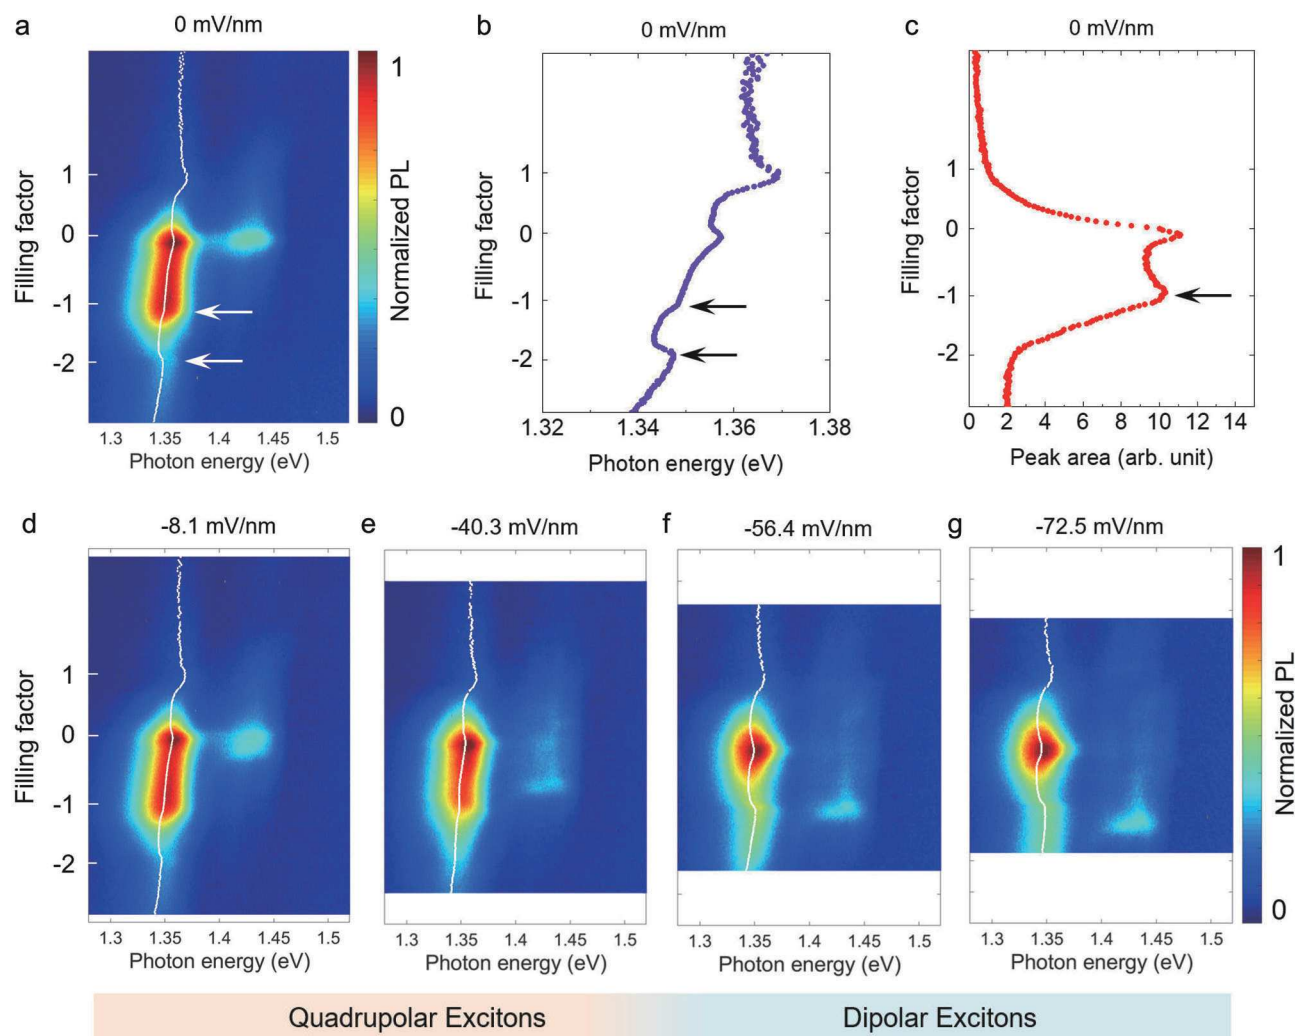 a
0 mV/nm
Filling factor
1
0
-1
-2
1.3
1.35
1.4
1.45
1.5
Photon energy (eV)
1
Normalized PL
0
b
0 mV/nm
Filling factor
1
0
-1
-2
1.32
1.34
1.36
1.38
Photon energy (eV)
c
0 mV/nm
Filling factor
1
0
-1
-2
0
2
4
6
8
10
12
14
Peak area (arb. unit)
d
-8.1 mV/nm
Filling factor
1
0
-1
-2
1.3
1.35
1.4
1.45
1.5
Photon energy (eV)
e
-40.3 mV/nm
1.3
1.35
1.4
1.45
1.5
Photon energy (eV)
f
-56.4 mV/nm
1.3
1.35
1.4
1.45
1.5
Photon energy (eV)
g
-72.5 mV/nm
1.3
1.35
1.4
1.45
1.5
Photon energy (eV)
1
Normalized PL
0
Quadrupolar Excitons
Dipolar Excitons